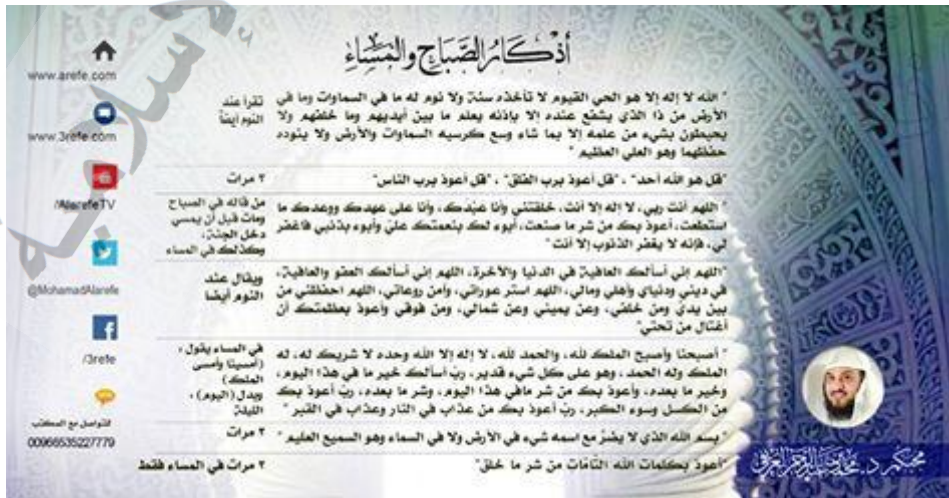 أذكار الصباح والمساء
" الله لا إله إلا هو الحي القيوم لا تأخذه سنة ولا نوم له ما في السماوات وما في
الأرض من ذا الذي يشفع عنده إلا بإذنه يعلم ما بين أيديهم وما خلفهم ولا
يحيطون بشيء من علمه إلا بما شاء وسع كرسيه السماوات والأرض ولا يئوده
حفظهما وهو العلي العظيم "
تقرأ عند
النوم أيضاً
"قل هو الله أحد" ، "قل أعوذ برب الفلق" ، "قل أعوذ برب الناس"
٣ مرات
" اللهم أنت ربي، لا إله إلا أنت، خلقتني وأنا عبدك، وأنا على عهدك ووعدك ما
استطعت، أعوذ بك من شر ما صنعت، أبوء لك بنعمتك علي وأبوء بذنبي فاغفر
لي، فإنه لا يغفر الذنوب إلا أنت"
من قاله في الصباح
ومات قبل أن يمسي
دخل الجنة،
وكذلك في المساء
"اللهم إني أسألك العافية في الدنيا والآخرة، اللهم إني أسألك العفو والعافية،
في ديني ودنياي وأهلي ومالي، اللهم استر عوراتي، وآمن روعاتي، اللهم احفظني من
بين يدي ومن خلفي، وعن يميني وعن شمالي، ومن فوقي وأعوذ بعظمتك أن
أغتال من تحتي"
ويقال عند
النوم أيضا
" أصبحنا وأصبح الملك لله، والحمد لله، لا إله إلا الله وحده لا شريك له، له
الملك وله الحمد، وهو على كل شيء قدير، رب أسألك خير ما في هذا اليوم،
وخير ما بعده، وأعوذ بك من شر مافي هذا اليوم، وشر ما بعده، رب أعوذ بك
من الكسل وسوء الكبر، رب أعوذ بك من عذاب في النار وعذاب في القبر "
في المساء يقول :
(أمسينا وأمسى
الملك)
وبدل (اليوم) :
الليلة
" بسم الله الذي لا يضر مع اسمه شيء في الأرض ولا في السماء وهو السميع العليم "
٣ مرات
"أعوذ بكلمات الله التامات من شر ما خلق"
٣ مرات في المساء فقط
www.arefe.com
www.3refe.com
/AlarefeTV
@MohamadAlarefe
/3refe
للتواصل مع المكتب
00966535227779
د. محمد عبدالرحمن العريفي